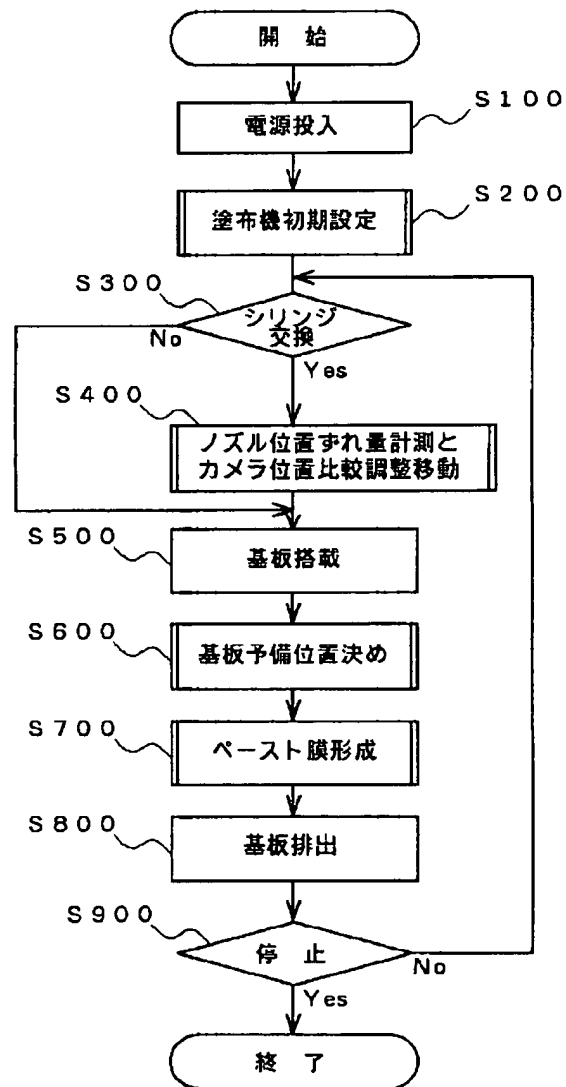 開 始
S100
電源投入
S200
塗布機初期設定
S300
シリンジ
交換
No
Yes
S400
ノズル位置ずれ量計測と
カメラ位置比較調整移動
S500
基板搭載
S600
基板予備位置決め
S700
ペースト膜形成
S800
基板排出
S900
停 止
No
Yes
終 了